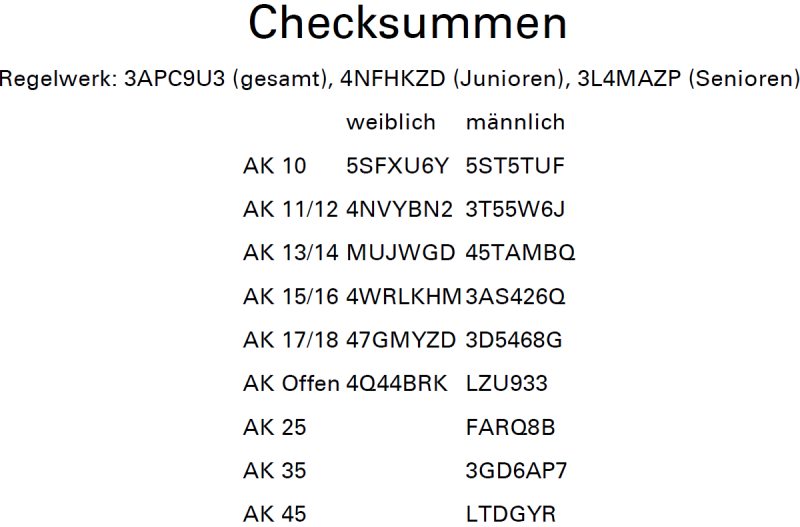 Checksummen
Regelwerk: 3APC9U3 (gesamt), 4NFHKZD (Junioren), 3L4MAZP (Senioren)
weiblich männlich
AK 10 5SFXU6Y 5ST5TUF
AK 11/12 4NVYBN2 3T55W6J
AK 13/14 MUJWGD 45TAMBQ
AK 15/16 4WRLKHM 3AS426Q
AK 17/18 47GMYZD 3D5468G
AK Offen 4Q44BRK LZU933
AK 25 FARQ8B
AK 35 3GD6AP7
AK 45 LTDGYR